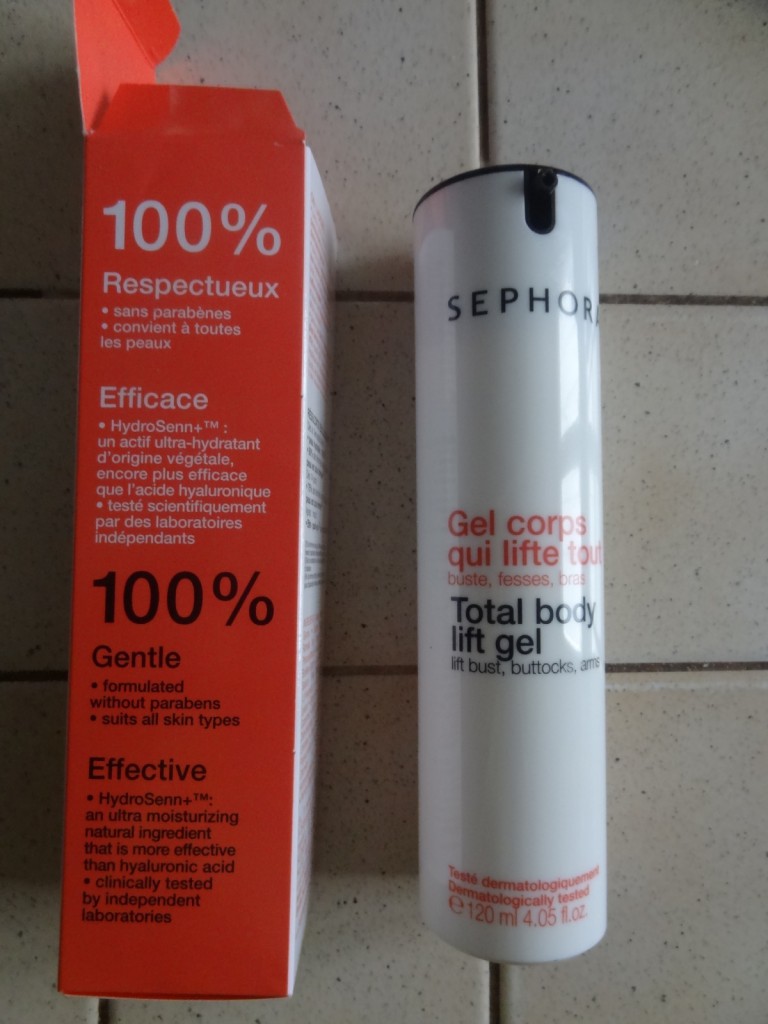 100%
Respectueux
• sans parabènes
• convient à toutes
les peaux
Efficace
• HydroSenn+™ :
un actif ultra-hydratant
d'origine végétale,
encore plus efficace
que l'acide hyaluronique
• testé scientifiquement
par des laboratoires
indépendants
100%
Gentle
• formulated
without parabens
• suits all skin types
Effective
• HydroSenn+™:
an ultra moisturizing
natural ingredient
that is more effective
than hyaluronic acid
• clinically tested
by independent
laboratories
SEPHORA
Gel corps
qui lifte tout
buste, fesses, bras
Total body
lift gel
lift bust, buttocks, arms
Testé dermatologiquement
Dermatologically tested
℮ 120 ml 4.05 fl.oz.